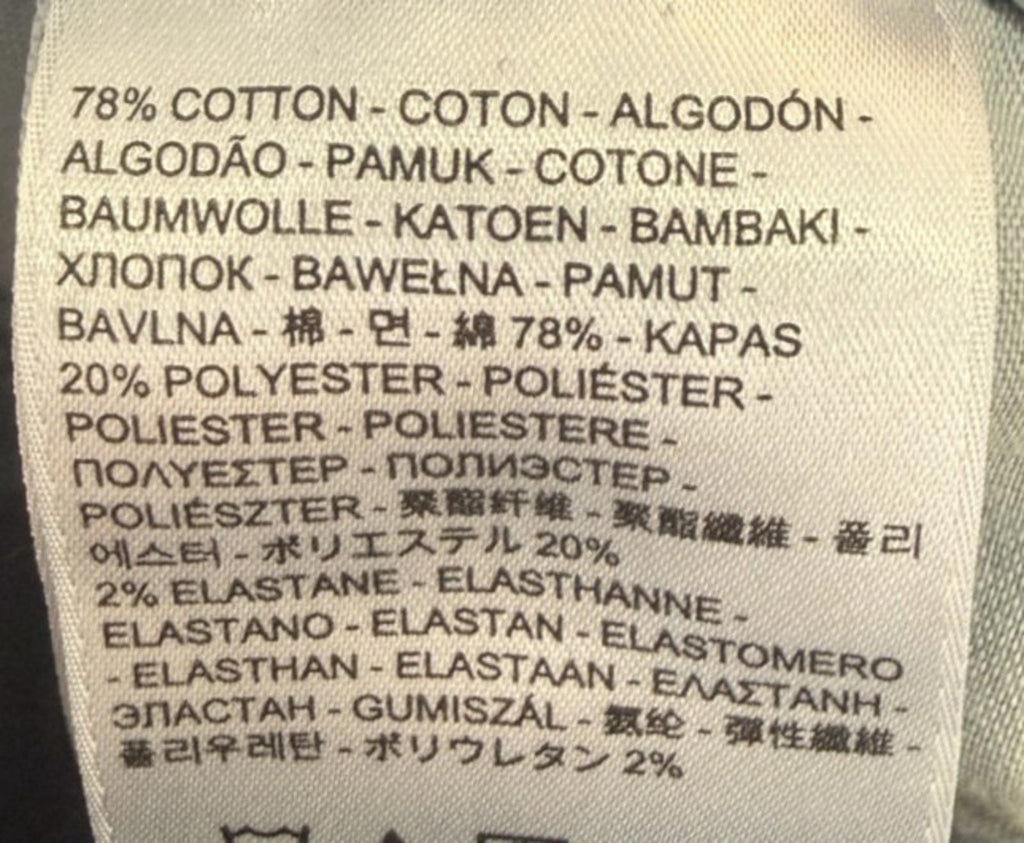 78% COTTON - COTON - ALGODÓN -
ALGODÃO - PAMUK - COTONE -
BAUMWOLLE - KATOEN - BAMBAKI -
ХЛОПОК - BAWEŁNA - PAMUT -
BAVLNA - 棉 - 면 - 綿 78% - KAPAS
20% POLYESTER - POLIÉSTER -
POLIESTER - POLIESTERE -
ΠΟΛΥΕΣΤΕΡ - ПОЛИЭСТЕР -
POLIÉSZTER - 聚酯纤维 - 聚酯纖維 - 폴리
에스터 - ポリエステル 20%
2% ELASTANE - ELASTHANNE -
ELASTANO - ELASTAN - ELASTOMERO
- ELASTHAN - ELASTAAN - ΕΛΑΣΤΑΝΗ -
ЭЛАСТАН - GUMISZÁL - 氨纶 - 彈性纖維 -
폴리우레탄 - ポリウレタン 2%